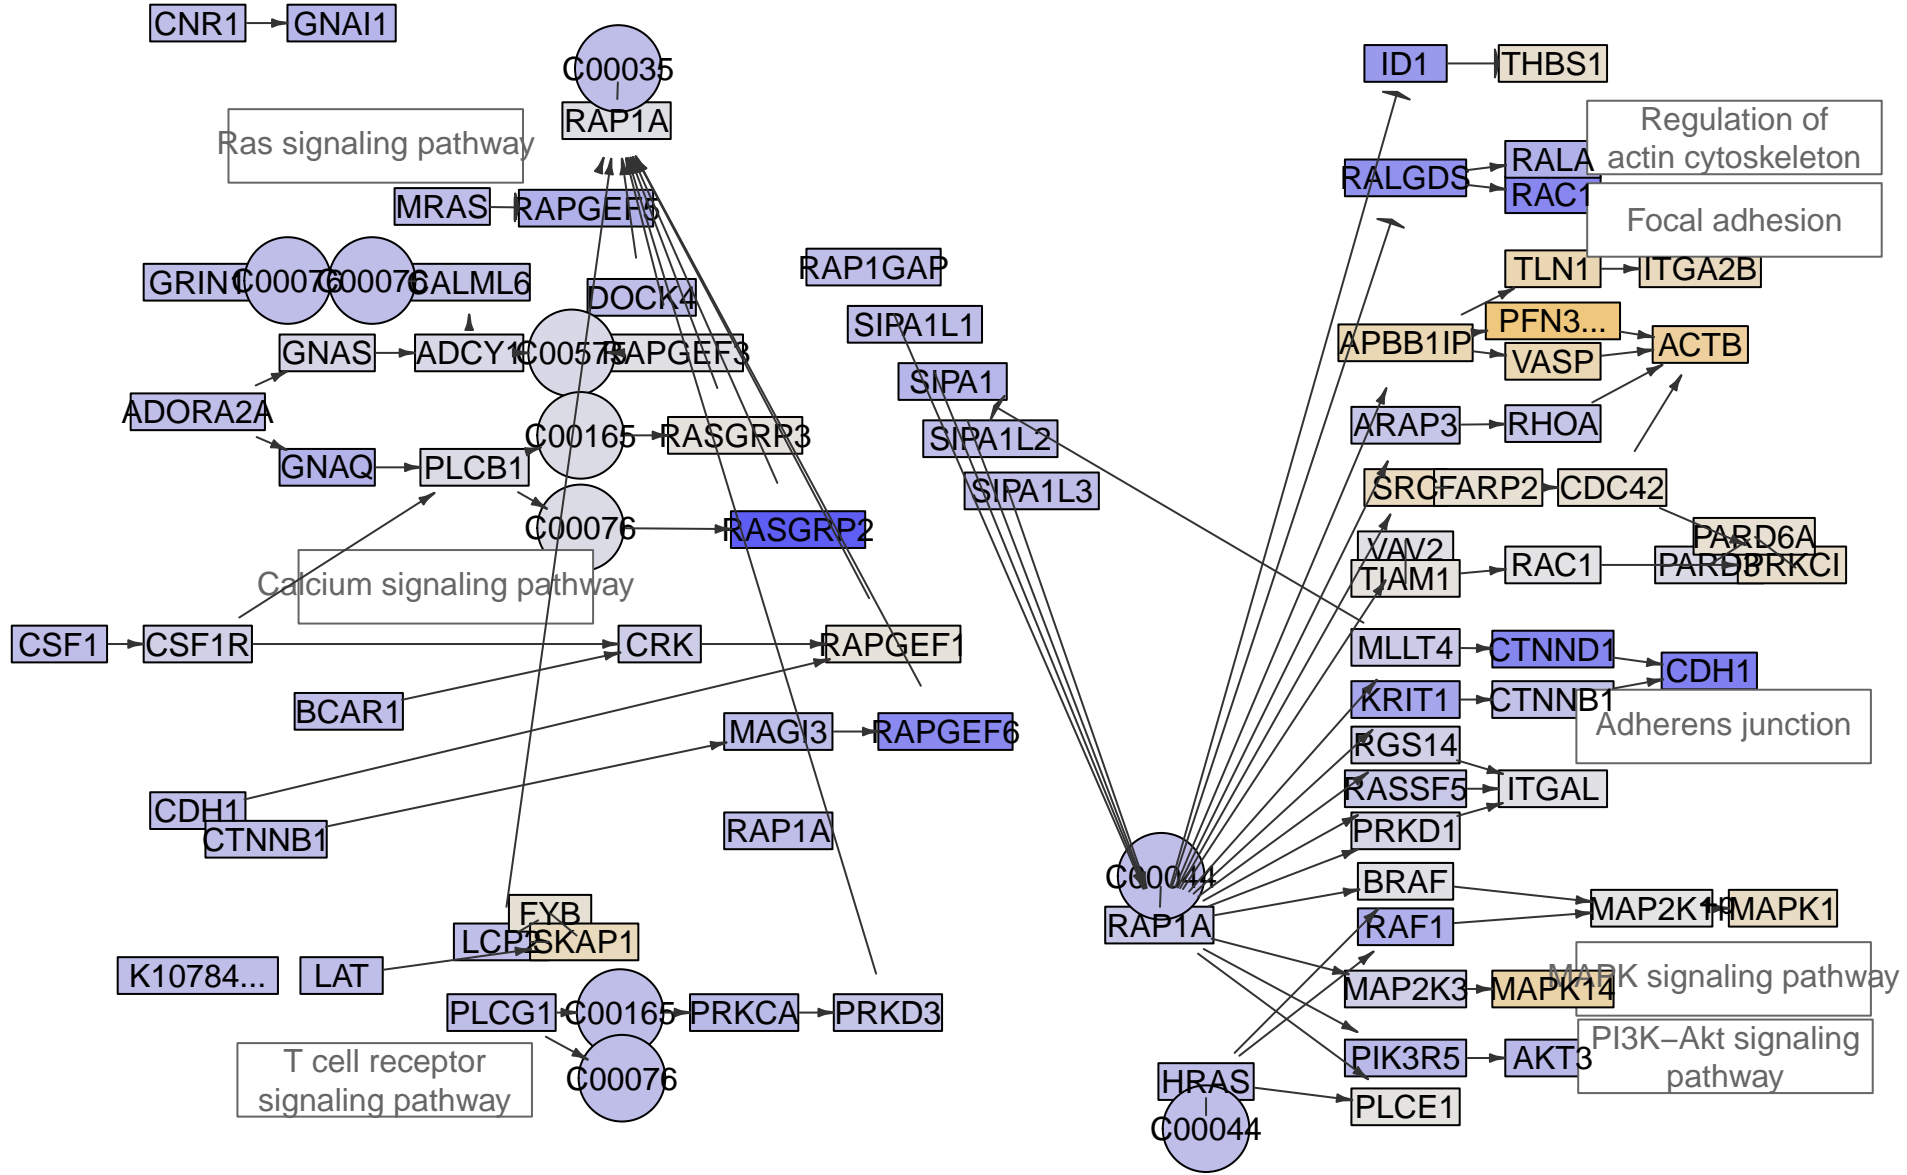 CNR1
GNAI1
C00035
RAP1A
Ras signaling pathway
MRAS
RAPGEF5
GRIN1
C00076
C00076
CALML6
DOCK4
GNAS
ADCY1
C00575
RAPGEF3
ADORA2A
C00165
RASGRP3
GNAQ
PLCB1
C00076
RASGRP2
Calcium signaling pathway
CSF1
CSF1R
CRK
RAPGEF1
BCAR1
MAGI3
RAPGEF6
CDH1
CTNNB1
RAP1A
FYB
LCP2
SKAP1
K10784...
LAT
PLCG1
C00165
PRKCA
PRKD3
C00076
T cell receptor
signaling pathway
RAP1GAP
SIPA1L1
SIPA1
SIPA1L2
SIPA1L3
C00044
RAP1A
HRAS
C00044
ID1
THBS1
Regulation of
actin cytoskeleton
RALGDS
RALA
RAC1
Focal adhesion
TLN1
ITGA2B
APBB1IP
PFN3...
VASP
ACTB
ARAP3
RHOA
SRC
FARP2
CDC42
VAV2
TIAM1
RAC1
PARD6A
PARD3
PRKCI
MLLT4
CTNND1
CDH1
KRIT1
CTNNB1
Adherens junction
RGS14
RASSF5
ITGAL
PRKD1
BRAF
MAP2K1
MAPK1
RAF1
MAP2K3
MAPK14
MAPK signaling pathway
PIK3R5
AKT3
PI3K−Akt signaling
pathway
PLCE1